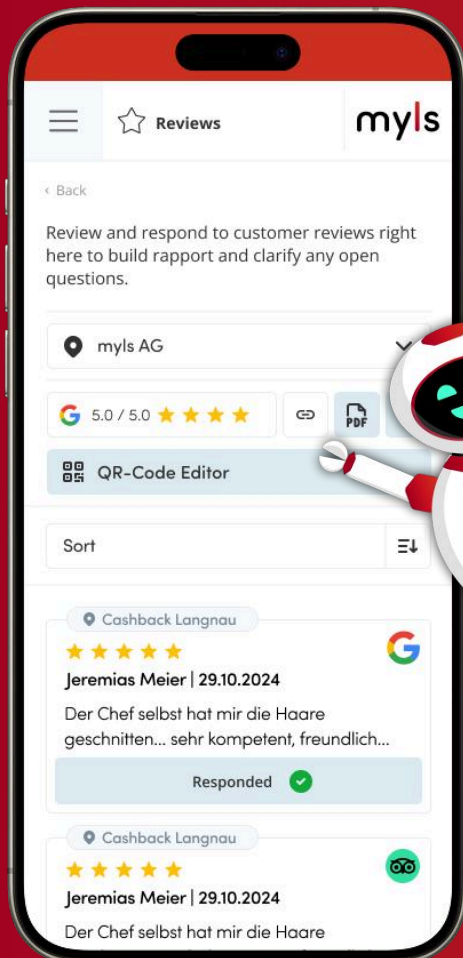 Reviews
myls
‹ Back
Review and respond to customer reviews right
here to build rapport and clarify any open
questions.
myls AG
5.0 / 5.0
PDF
QR-Code Editor
Sort
Cashback Langnau
Jeremias Meier | 29.10.2024
Der Chef selbst hat mir die Haare
geschnitten... sehr kompetent, freundlich...
Responded
Cashback Langnau
Jeremias Meier | 29.10.2024
Der Chef selbst hat mir die Haare